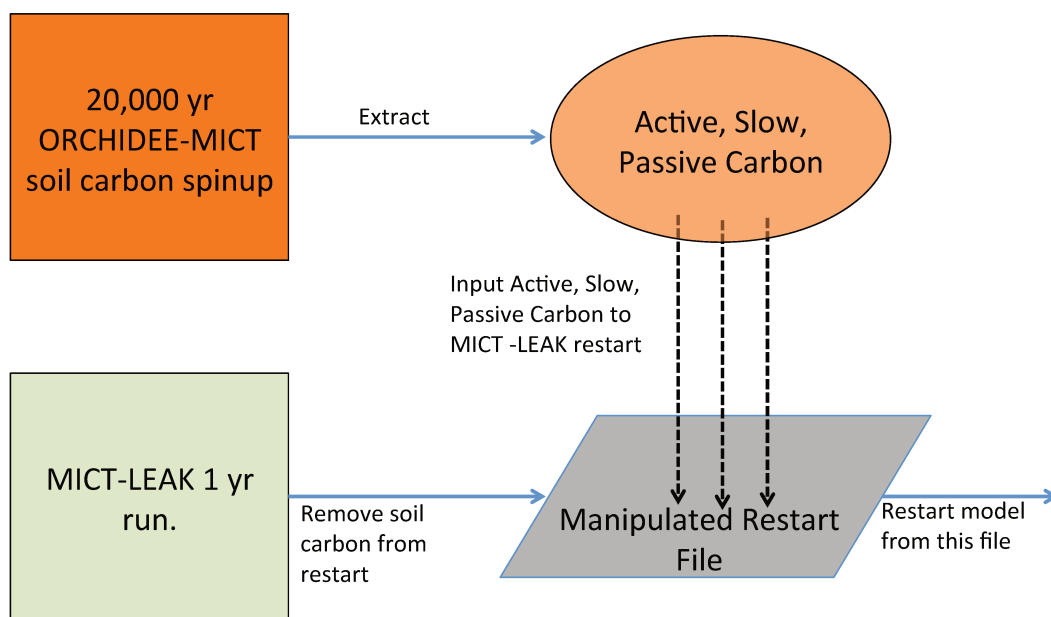 20,000 yr
ORCHIDEE-MICT
soil carbon spinup
Extract
Active, Slow,
Passive Carbon
Input Active, Slow,
Passive Carbon to
MICT -LEAK restart
MICT-LEAK 1 yr
run.
Remove soil
carbon from
restart
Manipulated Restart
File
Restart model
from this file